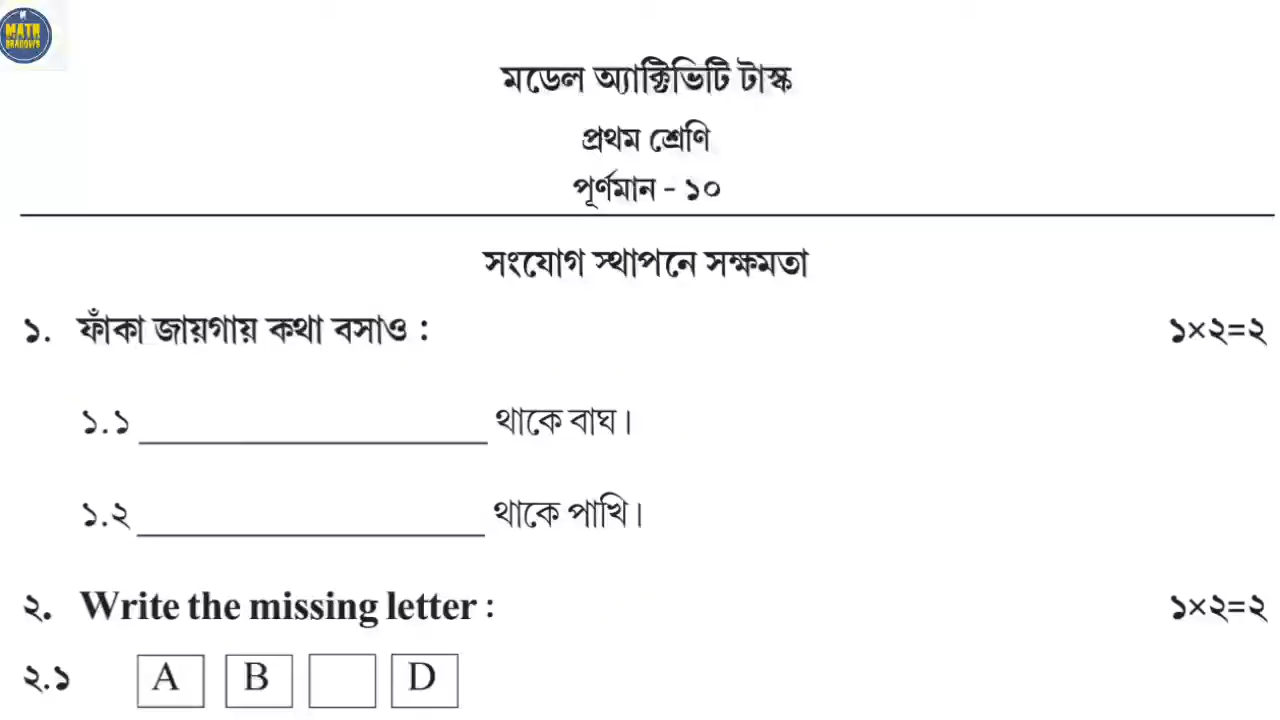 MATH
মডেল অ্যাক্টিভিটি টাস্ক
প্রথম শ্রেণি
পূর্ণমান - ১০
সংযোগ স্থাপনে সক্ষমতা
১. ফাঁকা জায়গায় কথা বসাও : ১×২=২
১.১ ____________________ থাকে বাঘ।
১.২ ____________________ থাকে পাখি।
২. Write the missing letter : ১×২=২
২.১ A B D